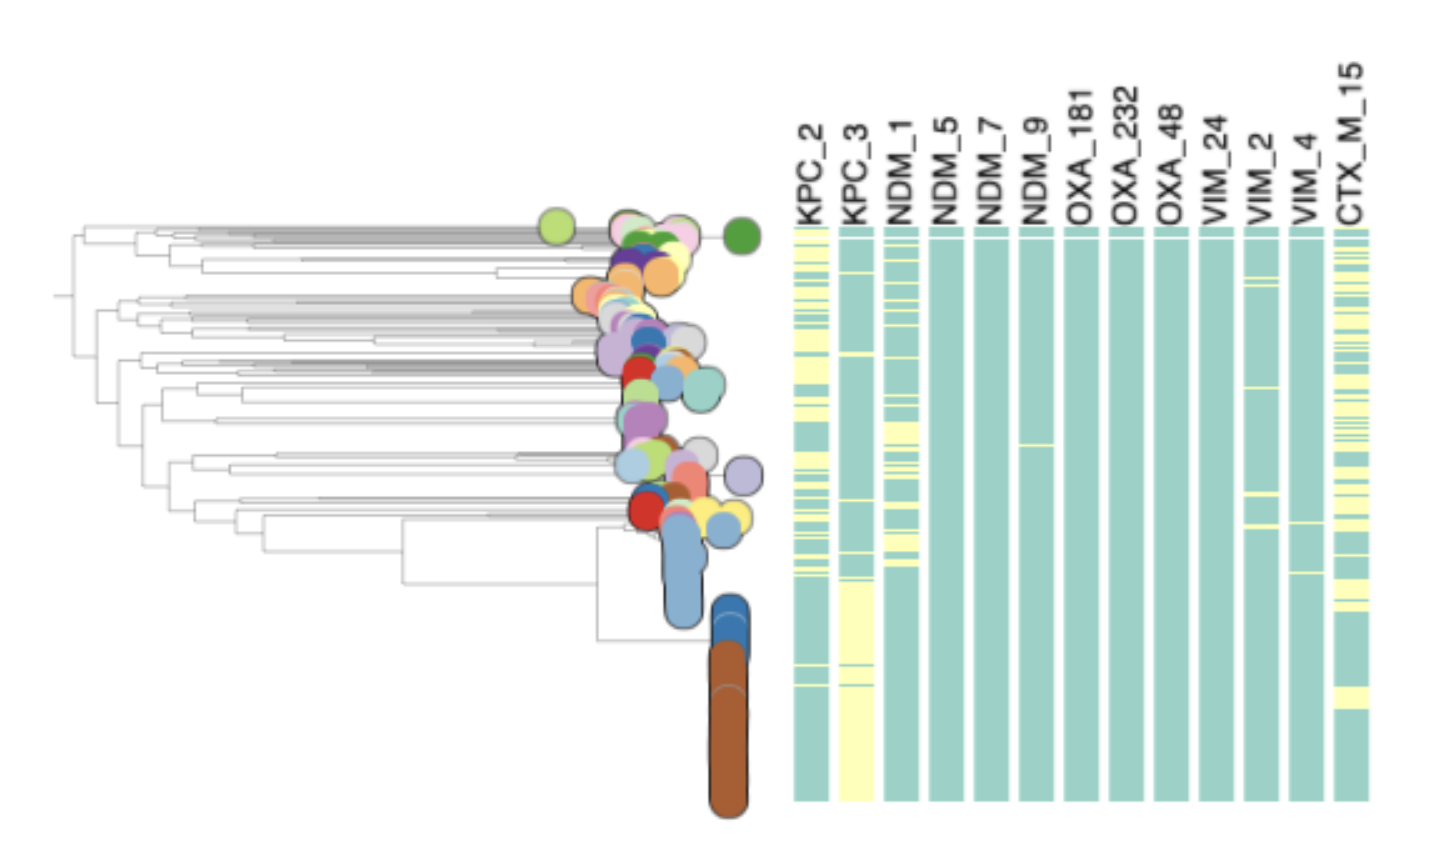 KPC_2
KPC_3
NDM_1
NDM_5
NDM_7
NDM_9
OXA_181
OXA_232
OXA_48
VIM_24
VIM_2
VIM_4
CTX_M_15